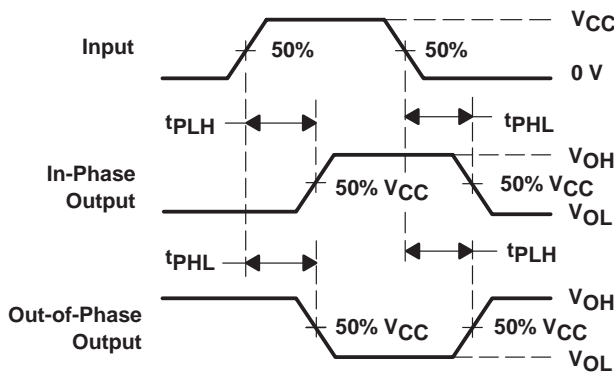 Input
50%
50%
VCC
0 V
tPLH
tPHL
In-Phase
Output
50% VCC
50%
VCC
VOH
VOL
tPHL
tPLH
Out-of-Phase
Output
50% VCC
50% VCC
VOH
VOL